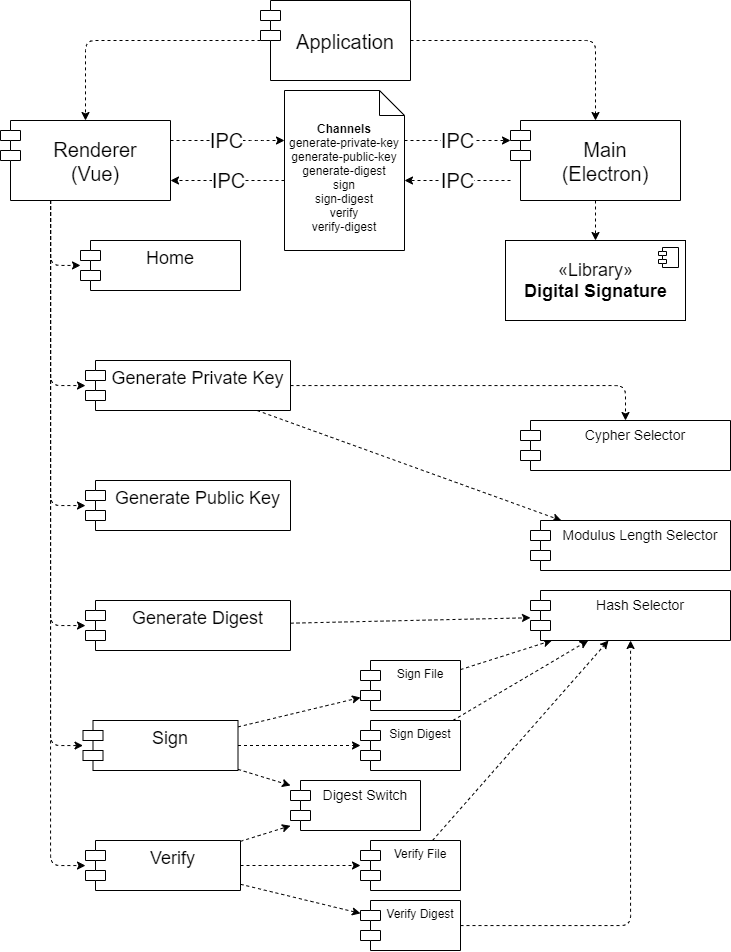 Application
Renderer
(Vue)
IPC
IPC
Channels
generate-private-key
generate-public-key
generate-digest
sign
sign-digest
verify
verify-digest
IPC
IPC
Main
(Electron)
Home
«Library»
Digital Signature
Generate Private Key
Cypher Selector
Generate Public Key
Modulus Length Selector
Generate Digest
Hash Selector
Sign File
Sign
Sign Digest
Digest Switch
Verify
Verify File
Verify Digest